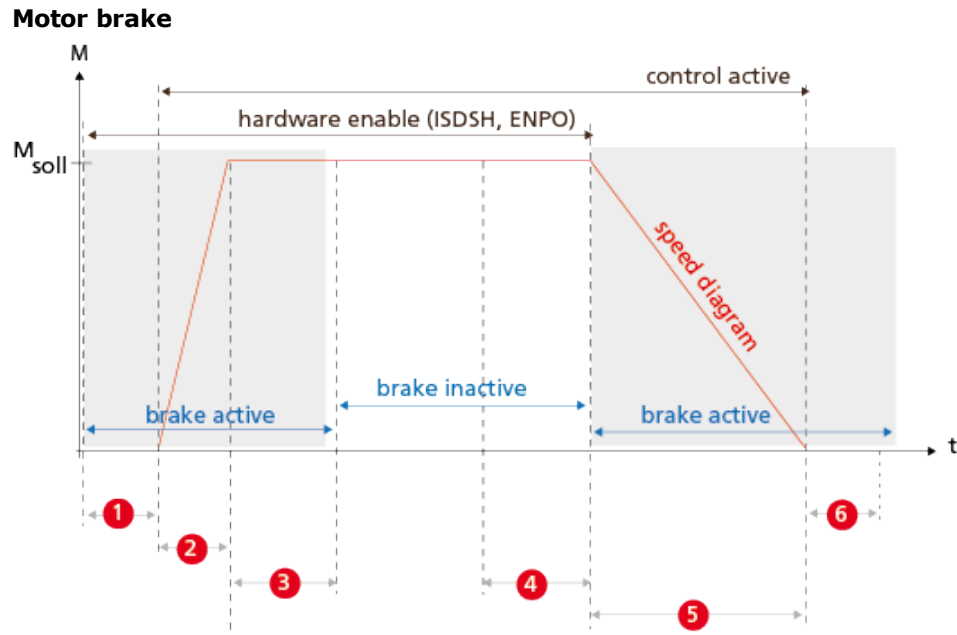 Motor brake
M
control active
hardware enable (ISDSH, ENPO)
M
soll
speed diagram
brake inactive
brake active
brake active
t
1
2
3
4
5
6